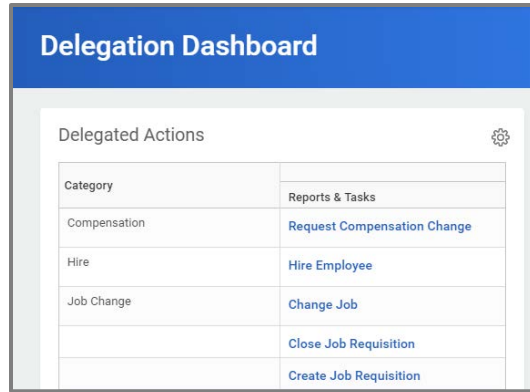 Delegation Dashboard
Delegated Actions
Category
Reports & Tasks
Compensation
Request Compensation Change
Hire
Hire Employee
Job Change
Change Job
Close Job Requisition
Create Job Requisition